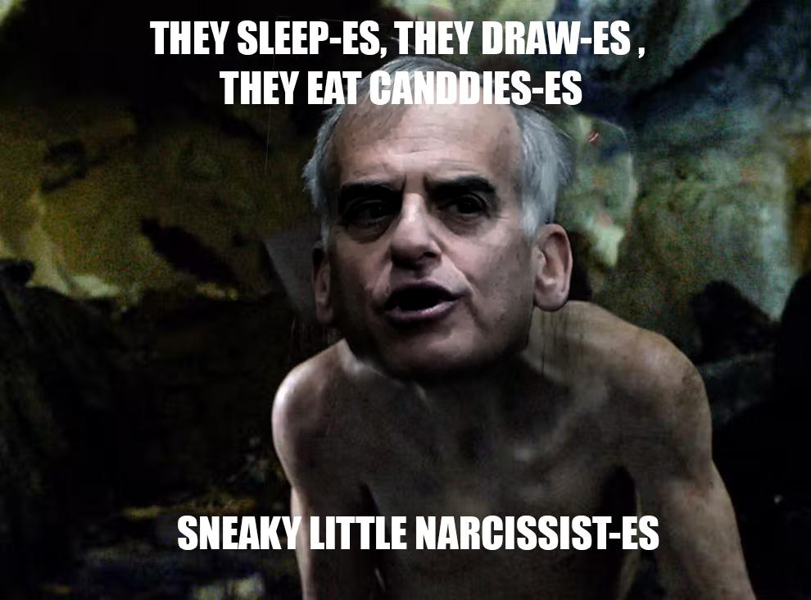 THEY SLEEP-ES, THEY DRAW-ES ,
THEY EAT CANDDIES-ES
SNEAKY LITTLE NARCISSIST-ES